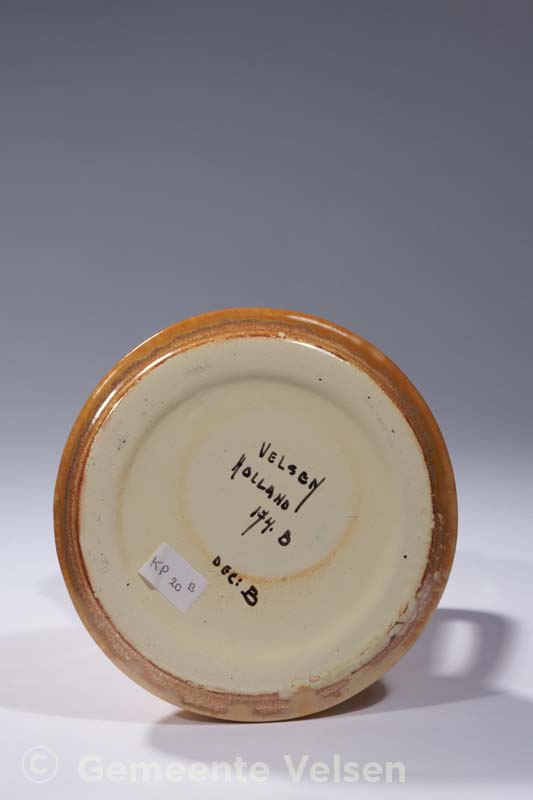 VELSEN
HOLLAND
174. B
DEC: B
KP
20 B
© Gemeente Velsen